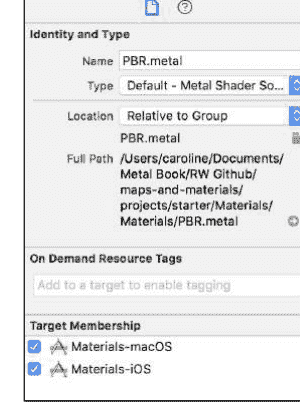 Identity and Type
Name PBR.metal
Type Default - Metal Shader So...
Location Relative to Group
PBR.metal
Full Path /Users/caroline/Documents/
Metal Book/RW Github/
maps-and-materials/
projects/starter/Materials/
Materials/PBR.metal
On Demand Resource Tags
Add to a target to enable tagging
Target Membership
Materials-macOS
Materials-iOS